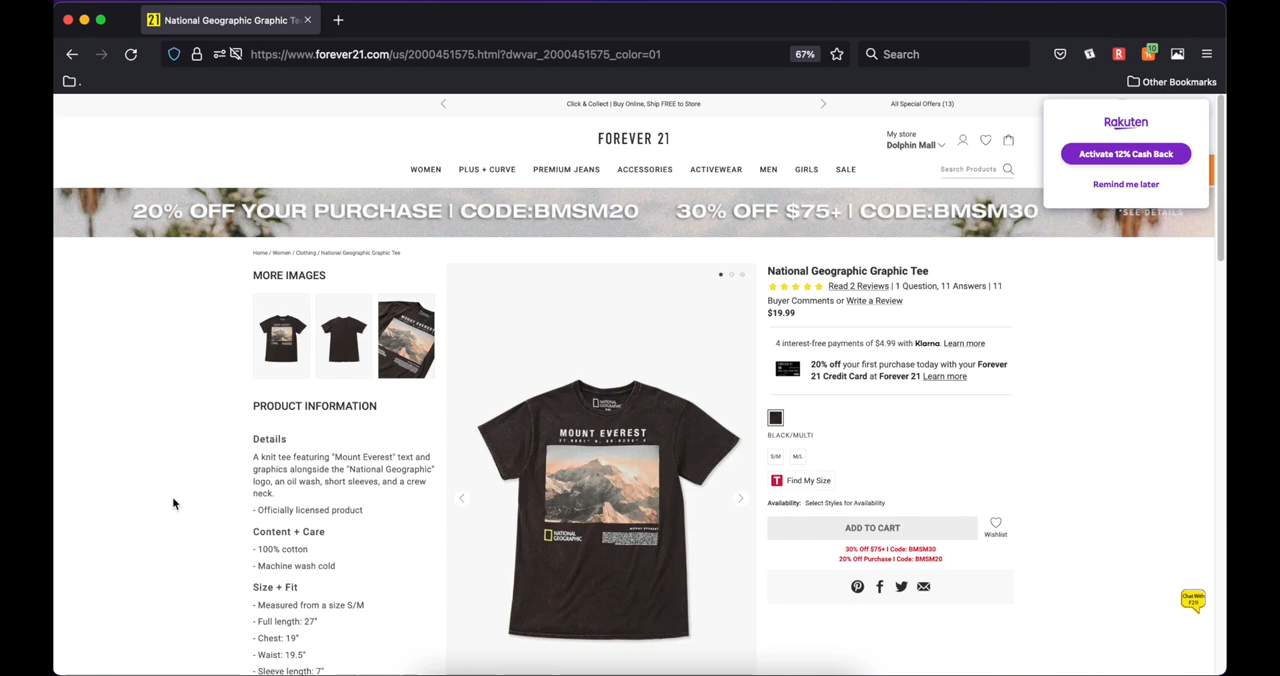 21 National Geographic Graphic Te
https://www.forever21.com/us/2000451575.html?dwvar_2000451575_color=01
67%
Search
10
Other Bookmarks
Click & Collect | Buy Online, Ship FREE to Store
All Special Offers (13)
Rakuten
Activate 12% Cash Back
Remind me later
FOREVER 21
My store
Dolphin Mall
WOMEN PLUS + CURVE PREMIUM JEANS ACCESSORIES ACTIVEWEAR MEN GIRLS SALE
Search Products
20% OFF YOUR PURCHASE | CODE:BMSM20 30% OFF $75+ | CODE:BMSM30
*SEE DETAILS
Home / Women / Clothing / National Geographic Graphic Tee
MORE IMAGES
PRODUCT INFORMATION
Details
A knit tee featuring "Mount Everest" text and
graphics alongside the "National Geographic"
logo, an oil wash, short sleeves, and a crew
neck.
- Officially licensed product
Content + Care
- 100% cotton
- Machine wash cold
Size + Fit
- Measured from a size S/M
- Full length: 27"
- Chest: 19"
- Waist: 19.5"
- Sleeve length: 7"
NATIONAL
GEOGRAPHIC
MOUNT EVEREST
MOUNT EVEREST
NATIONAL
GEOGRAPHIC
National Geographic Graphic Tee
Read 2 Reviews | 1 Question, 11 Answers | 11
Buyer Comments or Write a Review
$19.99
4 interest-free payments of $4.99 with Klarna. Learn more
20% off your first purchase today with your Forever
21 Credit Card at Forever 21 Learn more
BLACK/MULTI
S/M M/L
Find My Size
Availability: Select Styles for Availability
ADD TO CART
Wishlist
30% Off $75+ I Code: BMSM30
20% Off Purchase I Code: BMSM20
Chat With
F21!